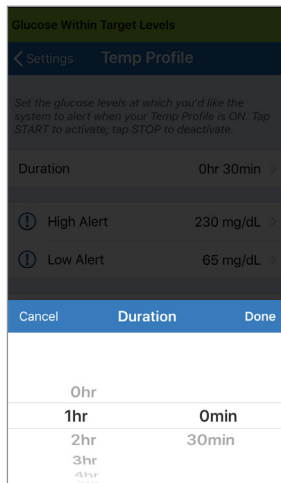 Glucose Within Target Levels
Settings Temp Profile
Set the glucose levels at which you'd like the
system to alert when your Temp Profile is ON. Tap
START to activate; tap STOP to deactivate.
Duration 0hr 30min
High Alert 230 mg/dL
Low Alert 65 mg/dL
Cancel Duration Done
0hr
1hr 0min
2hr 30min
3hr
4hr